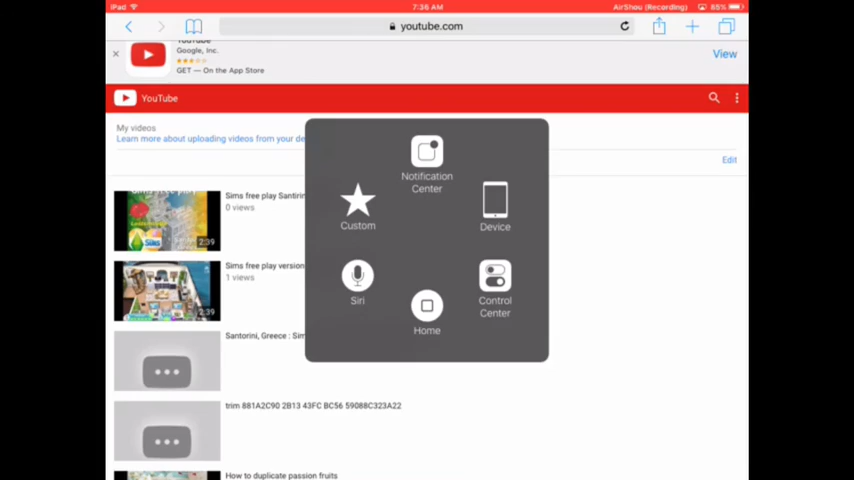 iPad
7:36 AM
AirShou (Recording)
85%
youtube.com
YouTube
Google, Inc.
GET — On the App Store
View
YouTube
My videos
Learn more about uploading videos from your de
Edit
Notification
Center
Custom
Device
Siri
Control
Center
Home
Sims free play Santirin
0 views
2:39
Sims free play version
1 views
2:39
Santorini, Greece : Sim
trim 881A2C90 2B13 43FC BC56 59088C323A22
How to duplicate passion fruits